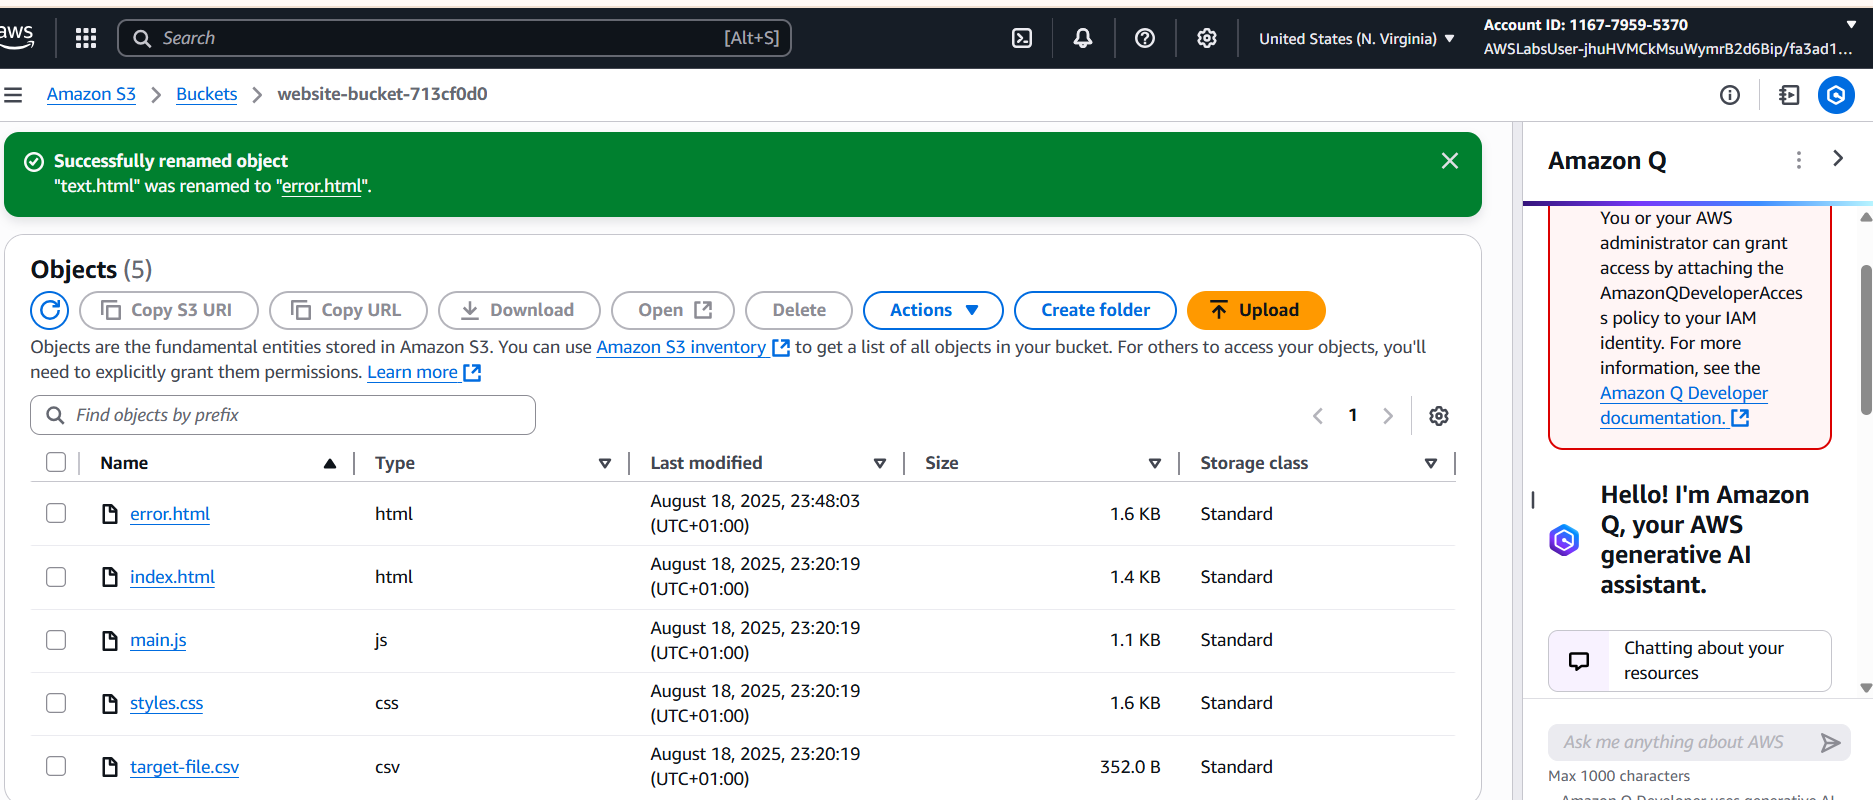 aws
Search
[Alt+S]
United States (N. Virginia)
Account ID: 1167-7959-5370
AWSLabsUser-jhuHVMCkMsuWymrB2d6Bip/fa3ad1...
Amazon S3 > Buckets > website-bucket-713cf0d0
Successfully renamed object
"text.html" was renamed to "error.html".
Objects (5)
Copy S3 URI
Copy URL
Download
Open
Delete
Actions
Create folder
Upload
Objects are the fundamental entities stored in Amazon S3. You can use Amazon S3 inventory to get a list of all objects in your bucket. For others to access your objects, you'll
need to explicitly grant them permissions. Learn more
Find objects by prefix
1
Name Type Last modified Size Storage class
error.html html August 18, 2025, 23:48:03 (UTC+01:00) 1.6 KB Standard
index.html html August 18, 2025, 23:20:19 (UTC+01:00) 1.4 KB Standard
main.js js August 18, 2025, 23:20:19 (UTC+01:00) 1.1 KB Standard
styles.css css August 18, 2025, 23:20:19 (UTC+01:00) 1.6 KB Standard
target-file.csv csv August 18, 2025, 23:20:19 (UTC+01:00) 352.0 B Standard
Amazon Q
You or your AWS
administrator can grant
access by attaching the
AmazonQDeveloperAcces
s policy to your IAM
identity. For more
information, see the
Amazon Q Developer
documentation.
Hello! I'm Amazon
Q, your AWS
generative AI
assistant.
Chatting about your
resources
Ask me anything about AWS
Max 1000 characters
Amazon Q Developer uses generative AI